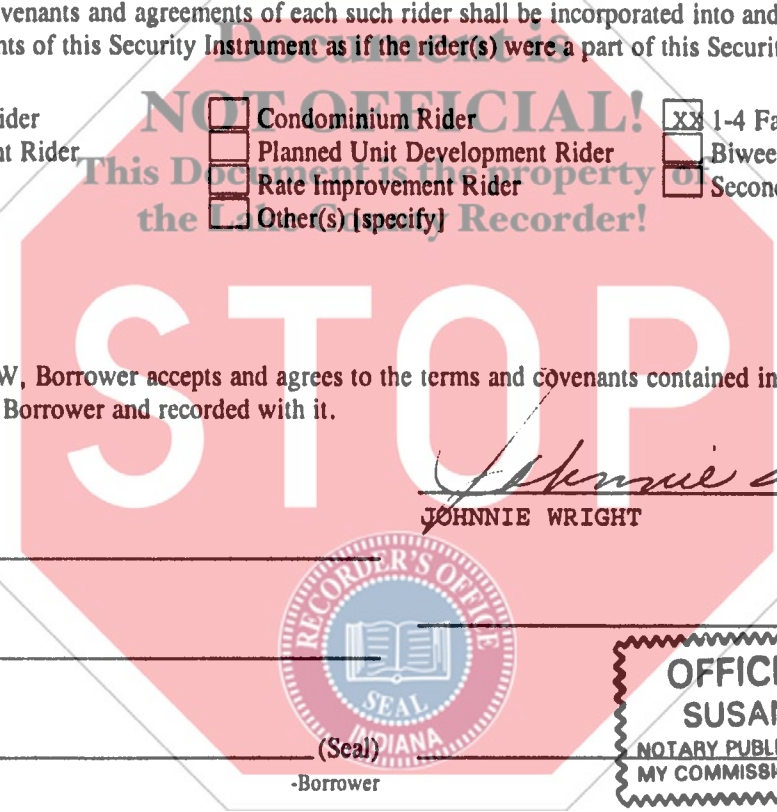 venants and agreements of each such rider shall be incorporated into and
nts of this Security Instrument as if the rider(s) were a part of this Securit
Document is
NOT OFFICIAL!
This Document is the property of
the Lake County Recorder!
ider Condominium Rider XX 1-4 Fa
nt Rider Planned Unit Development Rider Biwee
Rate Improvement Rider Second
Other(s) [specify]
STOP
W, Borrower accepts and agrees to the terms and covenants contained in
Borrower and recorded with it.
Johnnie
JOHNNIE WRIGHT
RECORDER'S OFFICE
SEAL
INDIANA
(Seal)
-Borrower
OFFICI
SUSAN
NOTARY PUBLI
MY COMMISSI